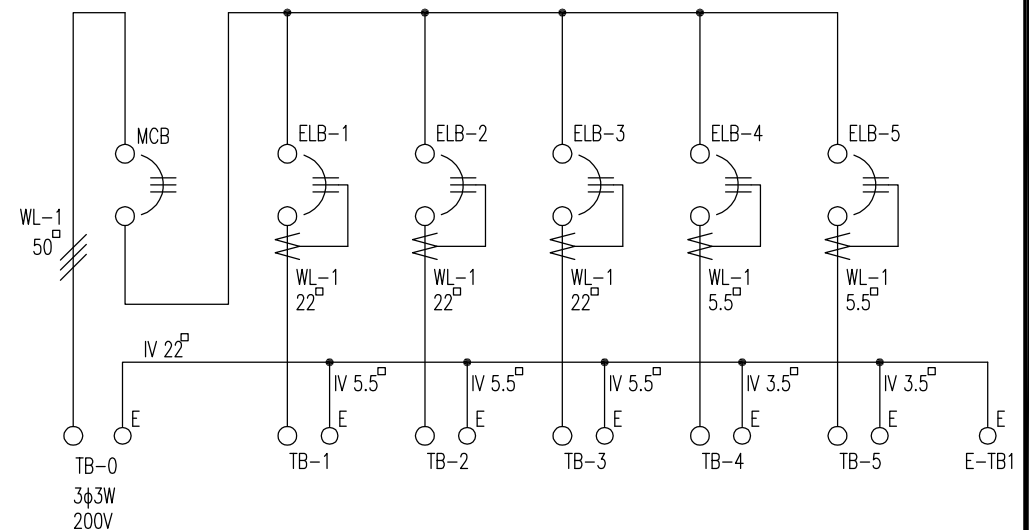 MCB
ELB-1
ELB-2
ELB-3
ELB-4
ELB-5
WL-1
50□
WL-1
22□
WL-1
22□
WL-1
22□
WL-1
5.5□
WL-1
5.5□
IV 22□
IV 5.5□
IV 5.5□
IV 5.5□
IV 3.5□
IV 3.5□
E
E
E
E
E
E
E
TB-0
TB-1
TB-2
TB-3
TB-4
TB-5
E-TB1
3φ3W
200V